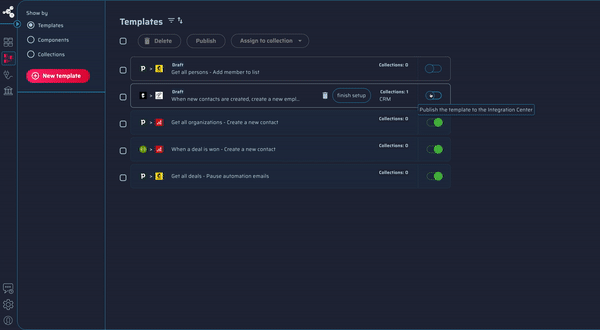 Show by
Templates
Components
Collections
New template
Templates
Delete
Publish
Assign to collection
Draft
Get all persons - Add member to list
Collections: 0
Draft
When new contacts are created, create a new empl...
finish setup
Collections: 1
CRM
Publish the template to the Integration Center
Get all organizations - Create a new contact
Collections: 0
When a deal is won - Create a new contact
Collections: 0
Get all deals - Pause automation emails
Collections: 0